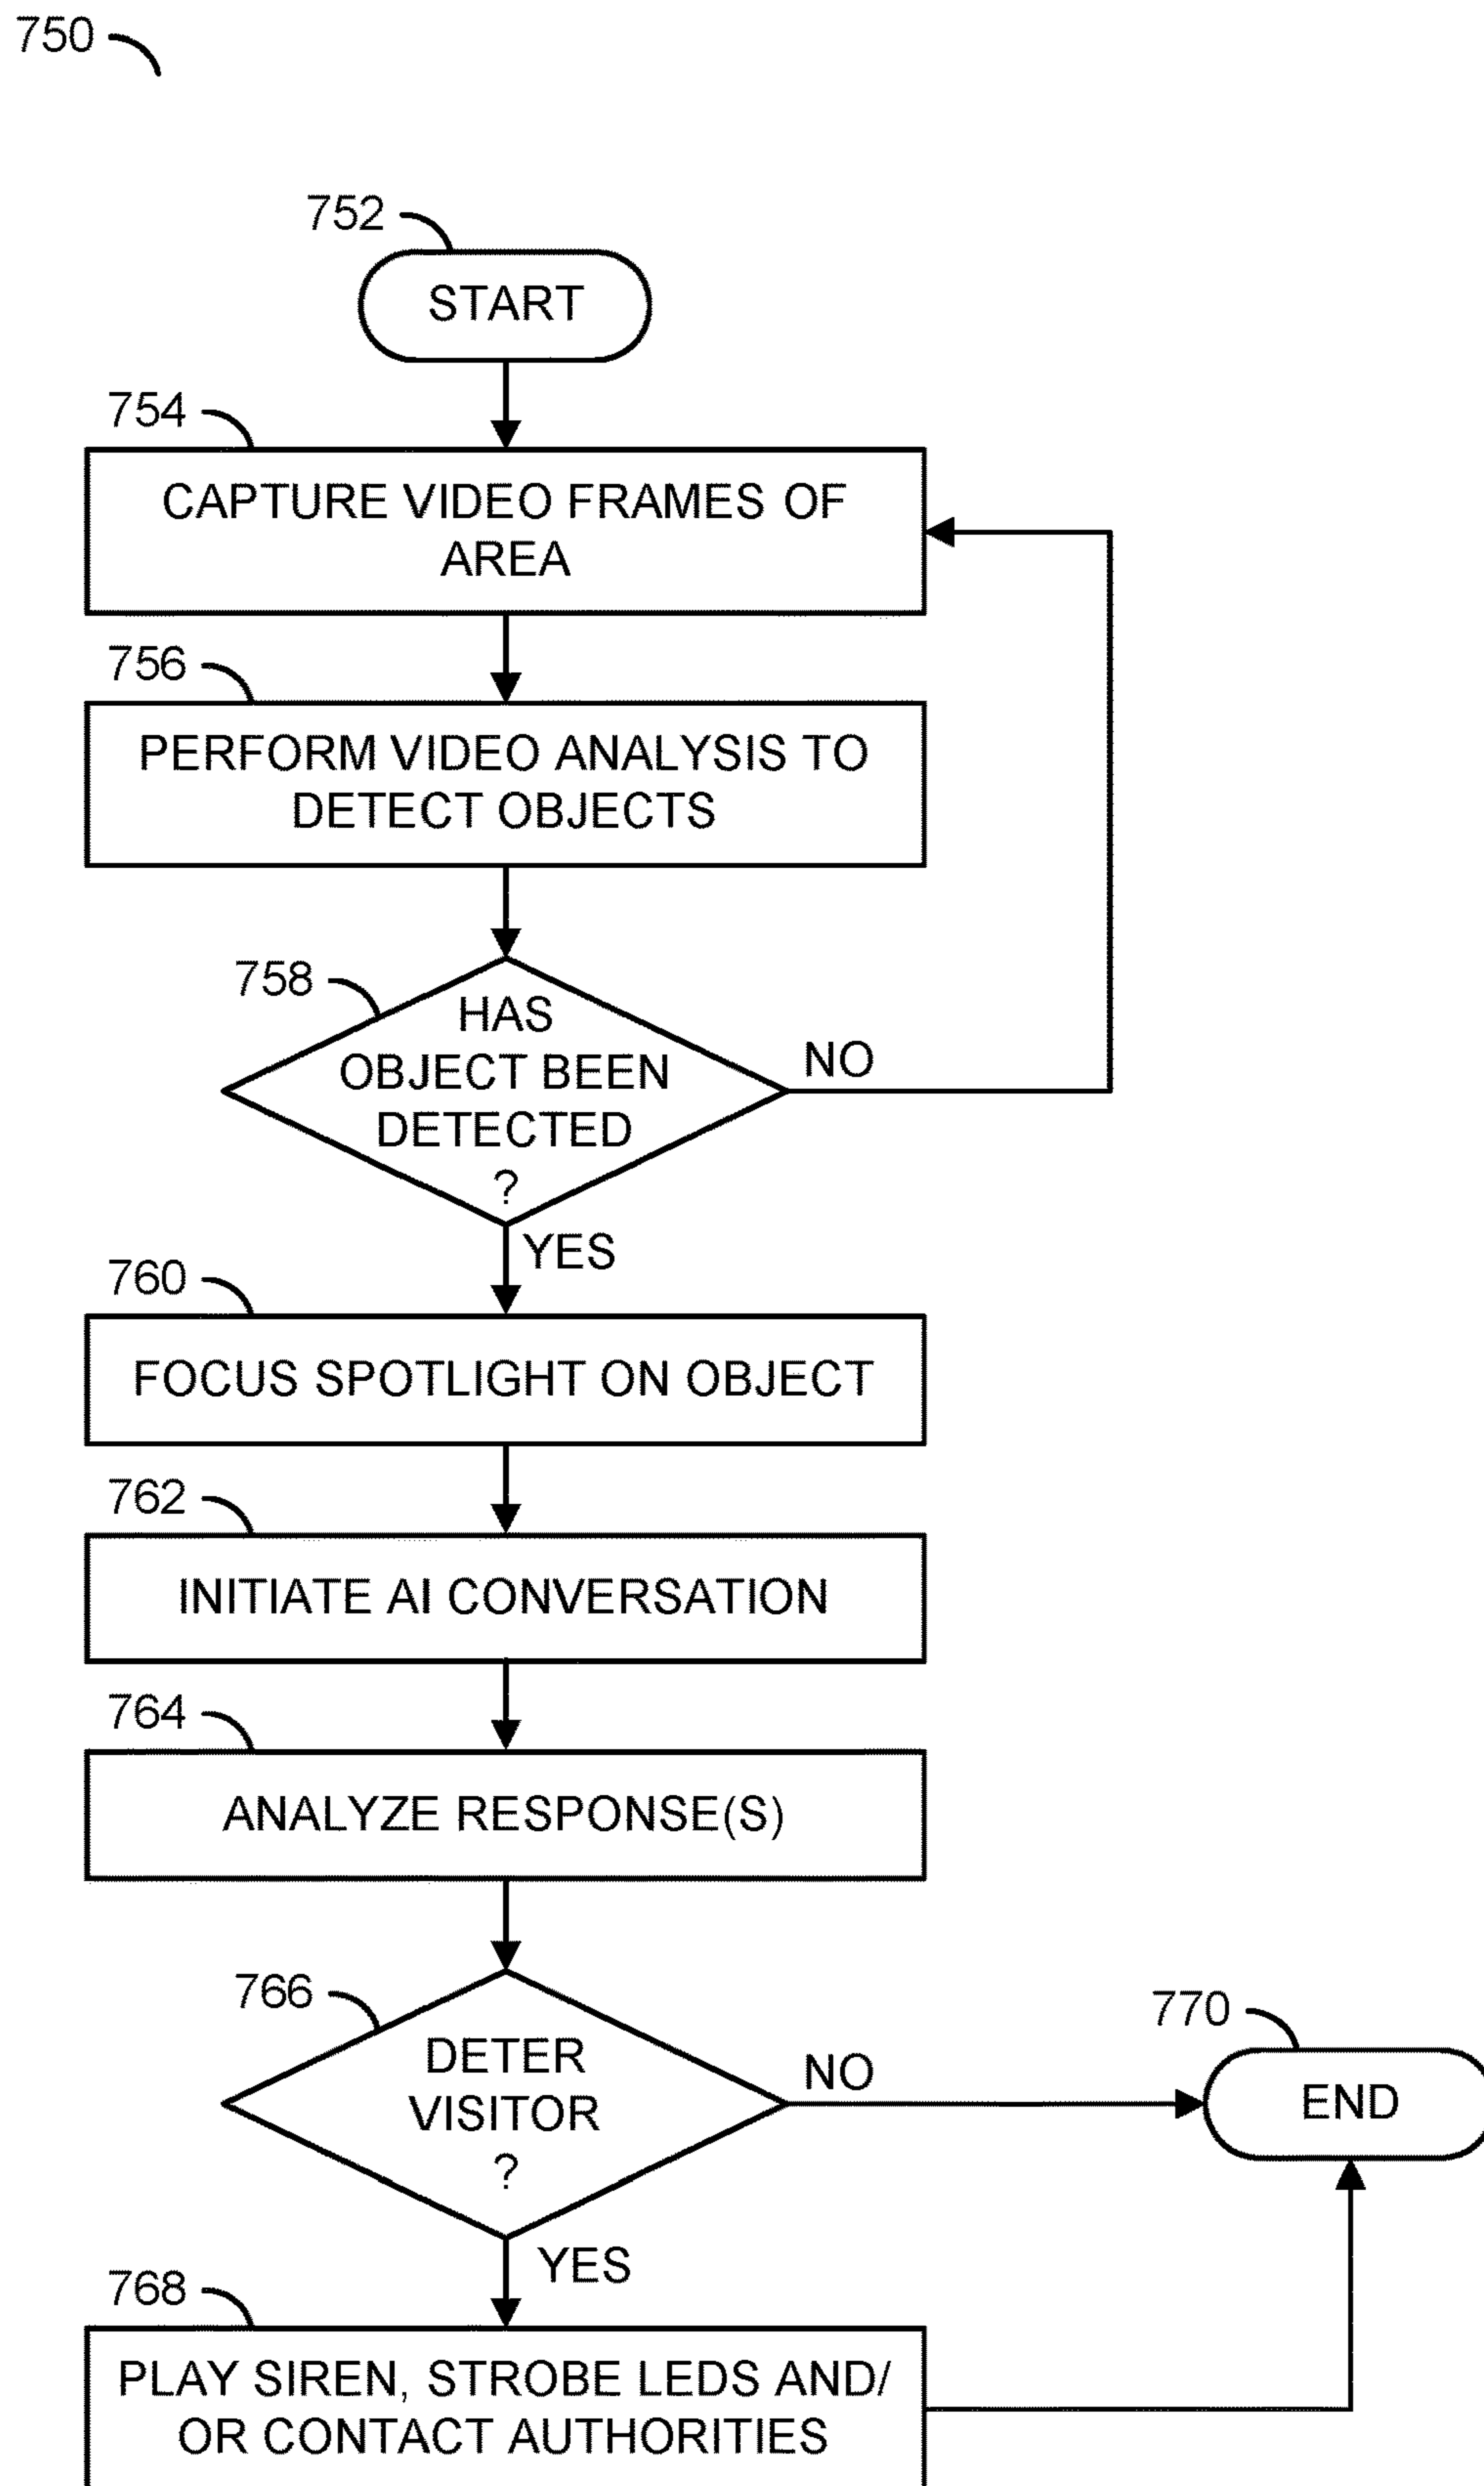 750
752
START
754
CAPTURE VIDEO FRAMES OF
AREA
756
PERFORM VIDEO ANALYSIS TO
DETECT OBJECTS
758
HAS
OBJECT BEEN
DETECTED
?
NO
YES
760
FOCUS SPOTLIGHT ON OBJECT
762
INITIATE AI CONVERSATION
764
ANALYZE RESPONSE(S)
766
DETER
VISITOR
?
NO
770
END
YES
768
PLAY SIREN, STROBE LEDS AND/
OR CONTACT AUTHORITIES